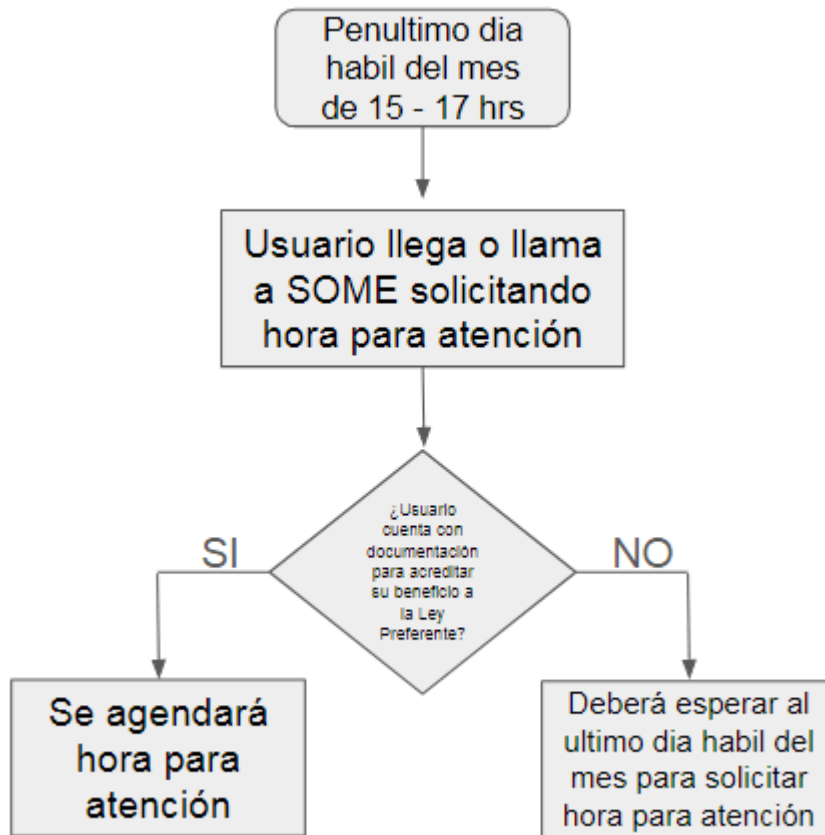 Penultimo dia
habil del mes
de 15 - 17 hrs
Usuario llega o llama
a SOME solicitando
hora para atención
¿Usuario
cuenta con
documentación
para acreditar
su beneficio a
la Ley
Preferente?
SI
NO
Se agendará
hora para
atención
Deberá esperar al
ultimo dia habil del
mes para solicitar
hora para atención